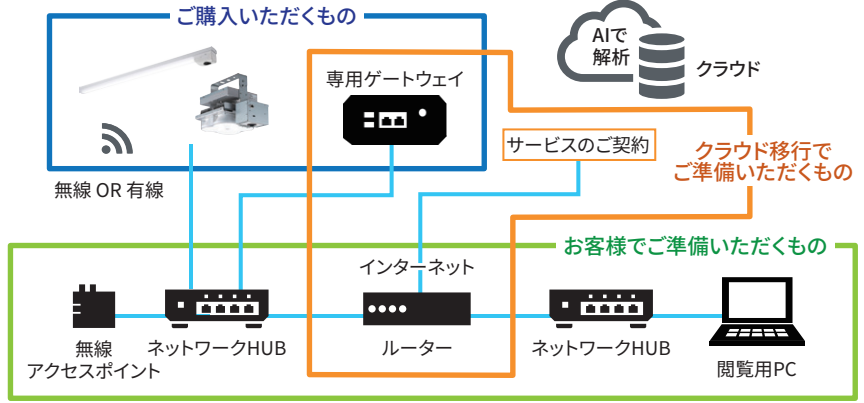 ご購入いただくもの
AIで
解析
クラウド
専用ゲートウェイ
サービスのご契約
クラウド移行で
ご準備いただくもの
無線 OR 有線
お客様でご準備いただくもの
インターネット
無線
アクセスポイント
ネットワークHUB
ルーター
ネットワークHUB
閲覧用PC